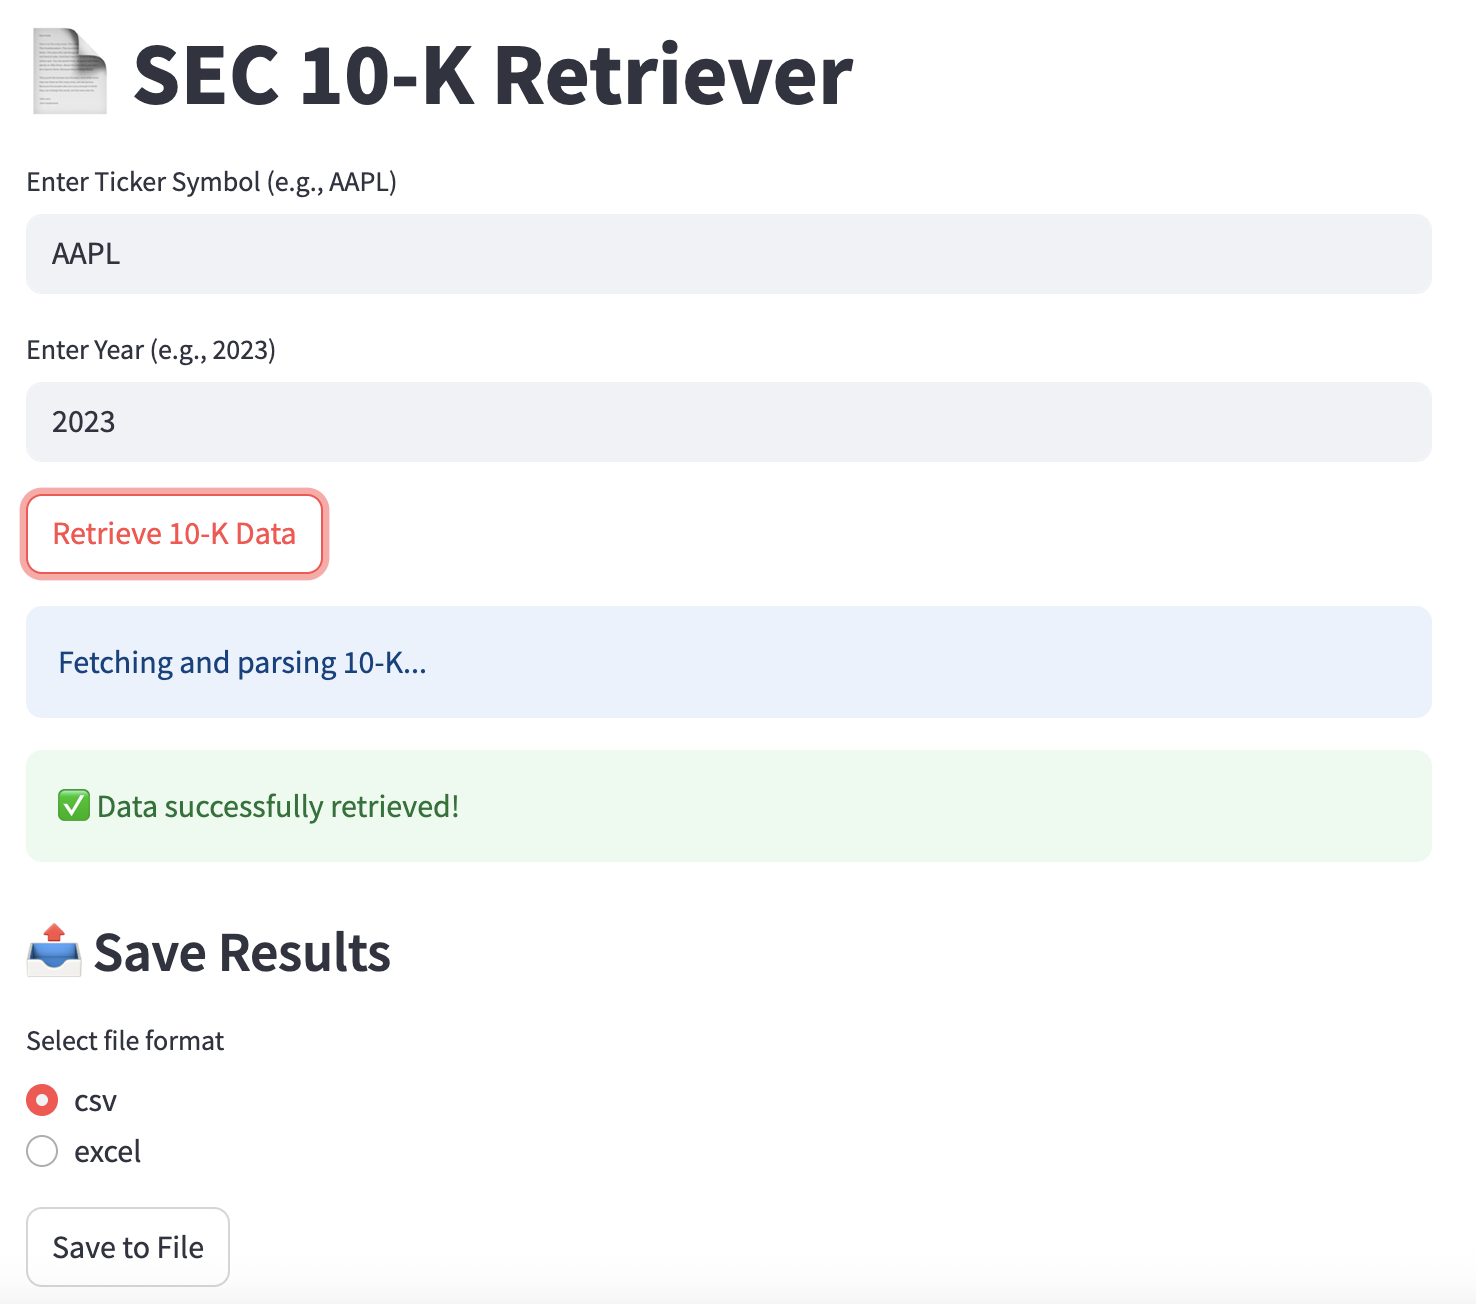 SEC 10-K Retriever
Enter Ticker Symbol (e.g., AAPL)
AAPL
Enter Year (e.g., 2023)
2023
Retrieve 10-K Data
Fetching and parsing 10-K...
✅ Data successfully retrieved!
Save Results
Select file format
csv
excel
Save to File